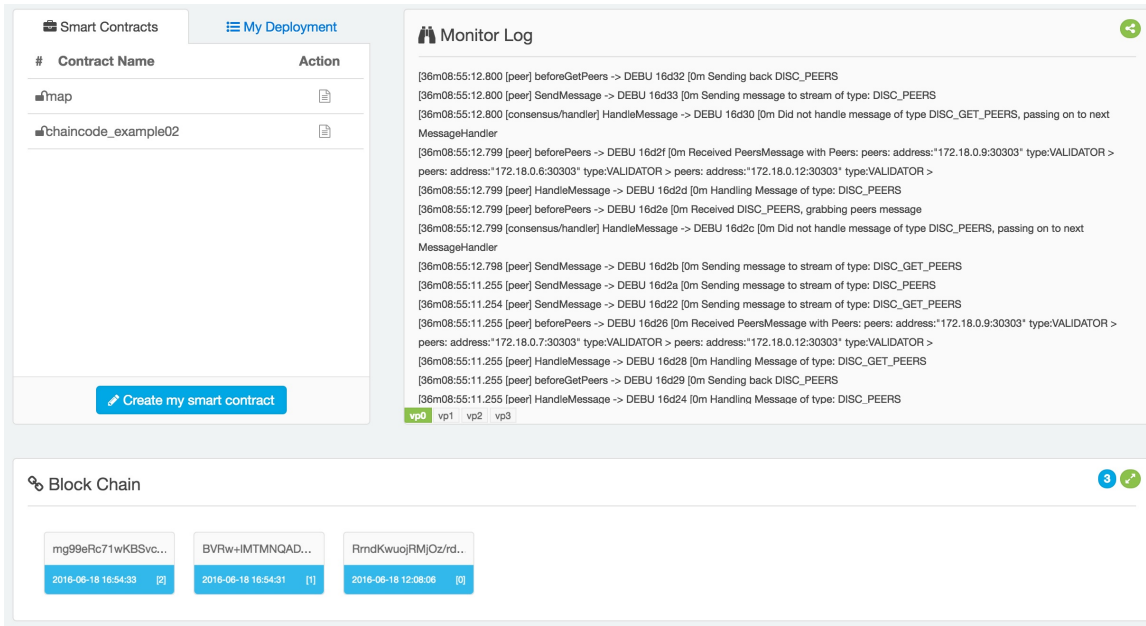 Smart Contracts
My Deployment
# Contract Name Action
map
chaincode_example02
Create my smart contract
Monitor Log
[36m08:55:12.800 [peer] beforeGetPeers -> DEBU 16d32 [0m Sending back DISC_PEERS
[36m08:55:12.800 [peer] SendMessage -> DEBU 16d33 [0m Sending message to stream of type: DISC_PEERS
[36m08:55:12.800 [consensus/handler] HandleMessage -> DEBU 16d30 [0m Did not handle message of type DISC_GET_PEERS, passing on to next
MessageHandler
[36m08:55:12.799 [peer] beforePeers -> DEBU 16d2f [0m Received PeersMessage with Peers: peers: address:"172.18.0.9:30303" type:VALIDATOR >
peers: address:"172.18.0.6:30303" type:VALIDATOR > peers: address:"172.18.0.12:30303" type:VALIDATOR >
[36m08:55:12.799 [peer] HandleMessage -> DEBU 16d2d [0m Handling Message of type: DISC_PEERS
[36m08:55:12.799 [peer] beforePeers -> DEBU 16d2e [0m Received DISC_PEERS, grabbing peers message
[36m08:55:12.799 [consensus/handler] HandleMessage -> DEBU 16d2c [0m Did not handle message of type DISC_PEERS, passing on to next
MessageHandler
[36m08:55:12.798 [peer] SendMessage -> DEBU 16d2b [0m Sending message to stream of type: DISC_GET_PEERS
[36m08:55:11.255 [peer] SendMessage -> DEBU 16d2a [0m Sending message to stream of type: DISC_PEERS
[36m08:55:11.254 [peer] SendMessage -> DEBU 16d22 [0m Sending message to stream of type: DISC_GET_PEERS
[36m08:55:11.255 [peer] beforePeers -> DEBU 16d26 [0m Received PeersMessage with Peers: peers: address:"172.18.0.9:30303" type:VALIDATOR >
peers: address:"172.18.0.7:30303" type:VALIDATOR > peers: address:"172.18.0.12:30303" type:VALIDATOR >
[36m08:55:11.255 [peer] HandleMessage -> DEBU 16d28 [0m Handling Message of type: DISC_GET_PEERS
[36m08:55:11.255 [peer] beforeGetPeers -> DEBU 16d29 [0m Sending back DISC_PEERS
[36m08:55:11.255 [peer] HandleMessage -> DEBU 16d24 [0m Handling Message of type: DISC_PEERS
vp0 vp1 vp2 vp3
Block Chain
3
mg99eRc71wKBSvc... BVRw+IMTMNQAD... RrndKwuojRMjOz/rd...
2016-06-18 16:54:33 [2] 2016-06-18 16:54:31 [1] 2016-06-18 12:08:06 [0]